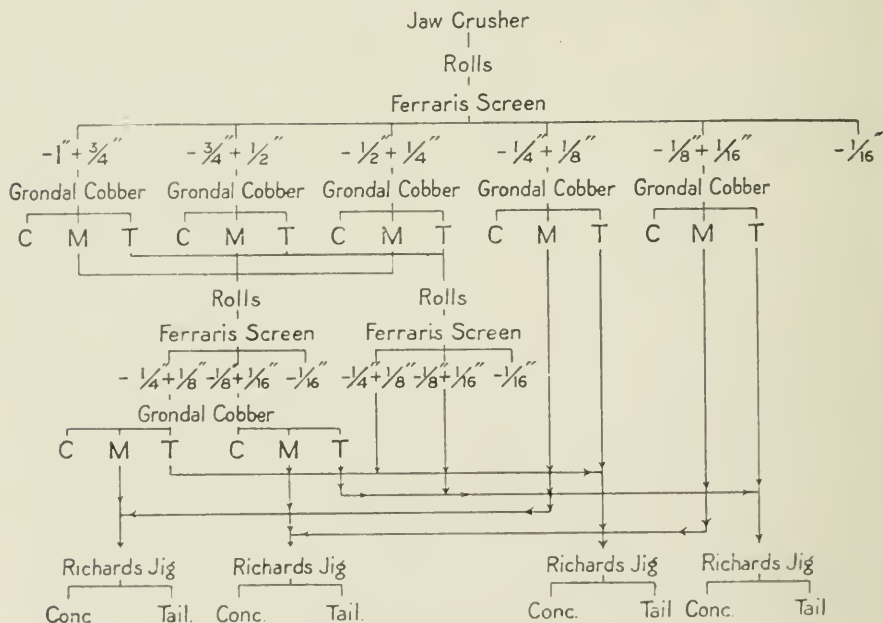 Jaw Crusher
Rolls
Ferraris Screen
-1" + 3/4" -3/4" + 1/2" -1/2" + 1/4" -1/4" + 1/8" -1/8" + 1/16" -1/16"
Grondal Cobber Grondal Cobber Grondal Cobber Grondal Cobber Grondal Cobber
C M T C M T C M T C M T C M T
Rolls Rolls
Ferraris Screen Ferraris Screen
-1/4" + 1/8" -1/8" + 1/16" -1/16" -1/4" + 1/8" -1/8" + 1/16" -1/16"
Grondal Cobber
C M T C M T
Richards Jig Richards Jig Richards Jig Richards Jig
Conc Tail. Conc. Tail. Conc. Tail Conc. Tail